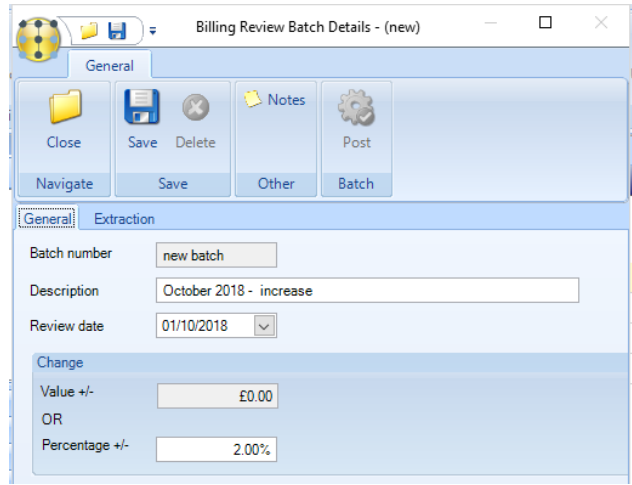 Billing Review Batch Details - (new)
General
Close
Save Delete
Notes
Post
Navigate Save Other Batch
General Extraction
Batch number new batch
Description October 2018 - increase
Review date 01/10/2018
Change
Value +/- £0.00
OR
Percentage +/- 2.00%